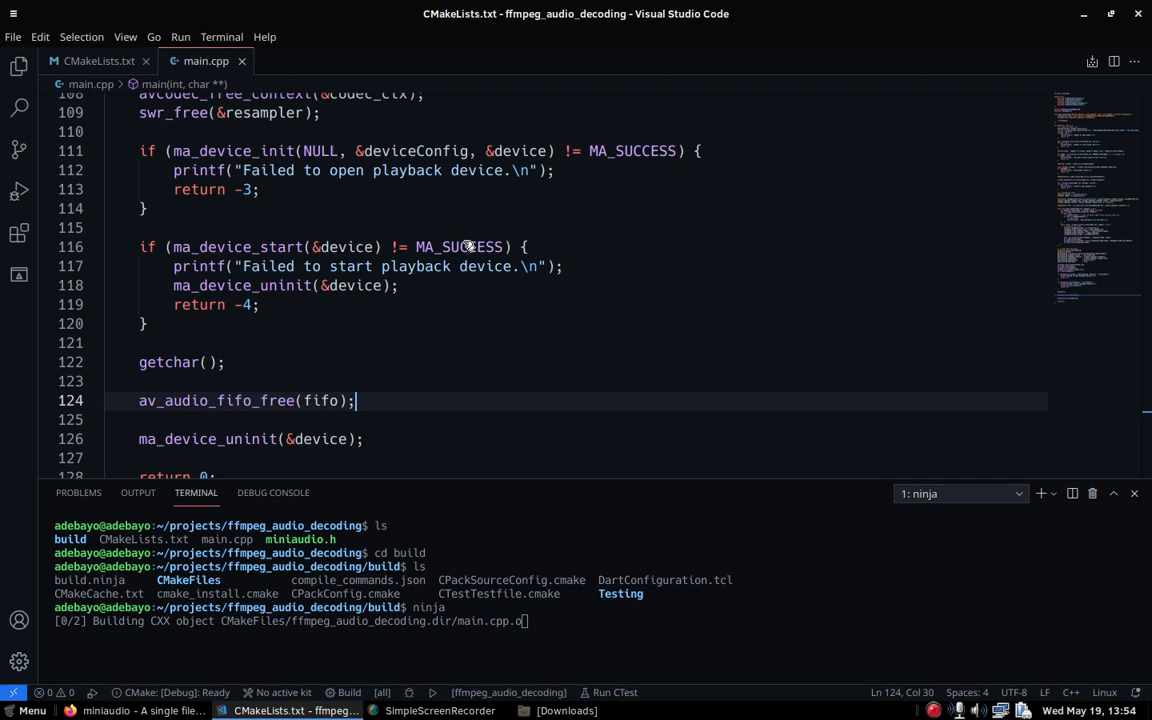 CMakeLists.txt - ffmpeg_audio_decoding - Visual Studio Code
File Edit Selection View Go Run Terminal Help
CMakeLists.txt main.cpp
main.cpp > main(int, char **)
108 avcodec_free_context(&codec_ctx);
109 swr_free(&resampler);
110
111 if (ma_device_init(NULL, &deviceConfig, &device) != MA_SUCCESS) {
112 printf("Failed to open playback device.\n");
113 return -3;
114 }
115
116 if (ma_device_start(&device) != MA_SUCCESS) {
117 printf("Failed to start playback device.\n");
118 ma_device_uninit(&device);
119 return -4;
120 }
121
122 getchar();
123
124 av_audio_fifo_free(fifo);
125
126 ma_device_uninit(&device);
127
128 return 0;
PROBLEMS OUTPUT TERMINAL DEBUG CONSOLE 1: ninja
adebayo@adebayo:~/projects/ffmpeg_audio_decoding$ ls
build CMakeLists.txt main.cpp miniaudio.h
adebayo@adebayo:~/projects/ffmpeg_audio_decoding$ cd build
adebayo@adebayo:~/projects/ffmpeg_audio_decoding/build$ ls
build.ninja CMakeFiles compile_commands.json CPackSourceConfig.cmake DartConfiguration.tcl
CMakeCache.txt cmake_install.cmake CPackConfig.cmake CTestTestfile.cmake Testing
adebayo@adebayo:~/projects/ffmpeg_audio_decoding/build$ ninja
[0/2] Building CXX object CMakeFiles/ffmpeg_audio_decoding.dir/main.cpp.o
0 0 CMake: [Debug]: Ready No active kit Build [all] [ffmpeg_audio_decoding] Run CTest Ln 124, Col 30 Spaces: 4 UTF-8 LF C++ Linux
Menu miniaudio - A single file... CMakeLists.txt - ffmpeg... SimpleScreenRecorder [Downloads] Wed May 19, 13:54